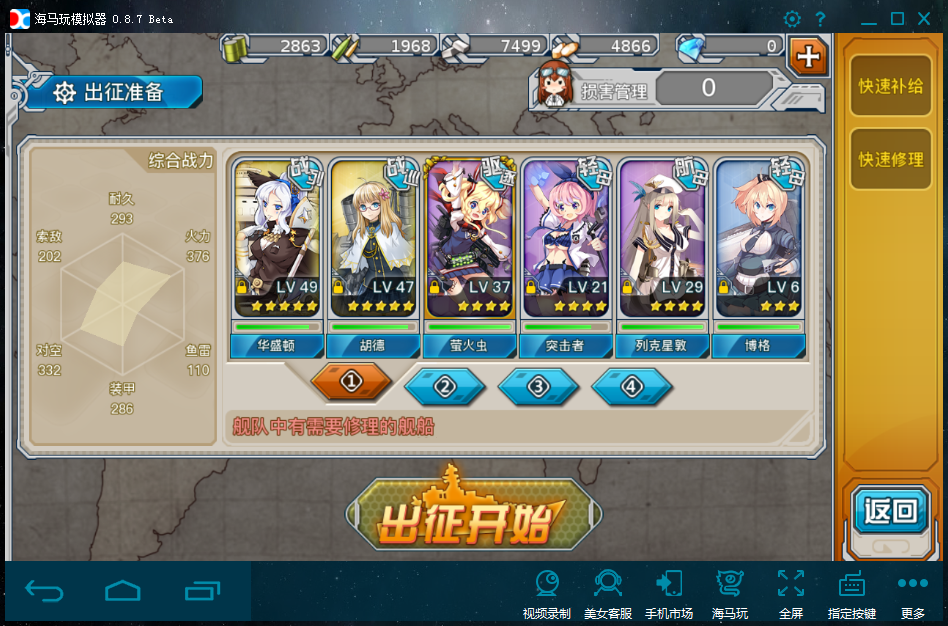 海马玩模拟器 0.8.7 Beta
2863
1968
7499
4866
0
出征准备
损害管理
0
快速补给
快速修理
综合战力
耐久
293
索敌
202
火力
376
对空
332
鱼雷
110
装甲
286
战列
战巡
驱逐
轻母
航母
轻母
LV 49
LV 47
LV 37
LV 21
LV 29
LV 6
华盛顿
胡德
萤火虫
突击者
列克星敦
博格
① ② ③ ④
舰队中有需要修理的舰船
出征开始
返回
视频录制
美女客服
手机市场
海马玩
全屏
指定按键
更多